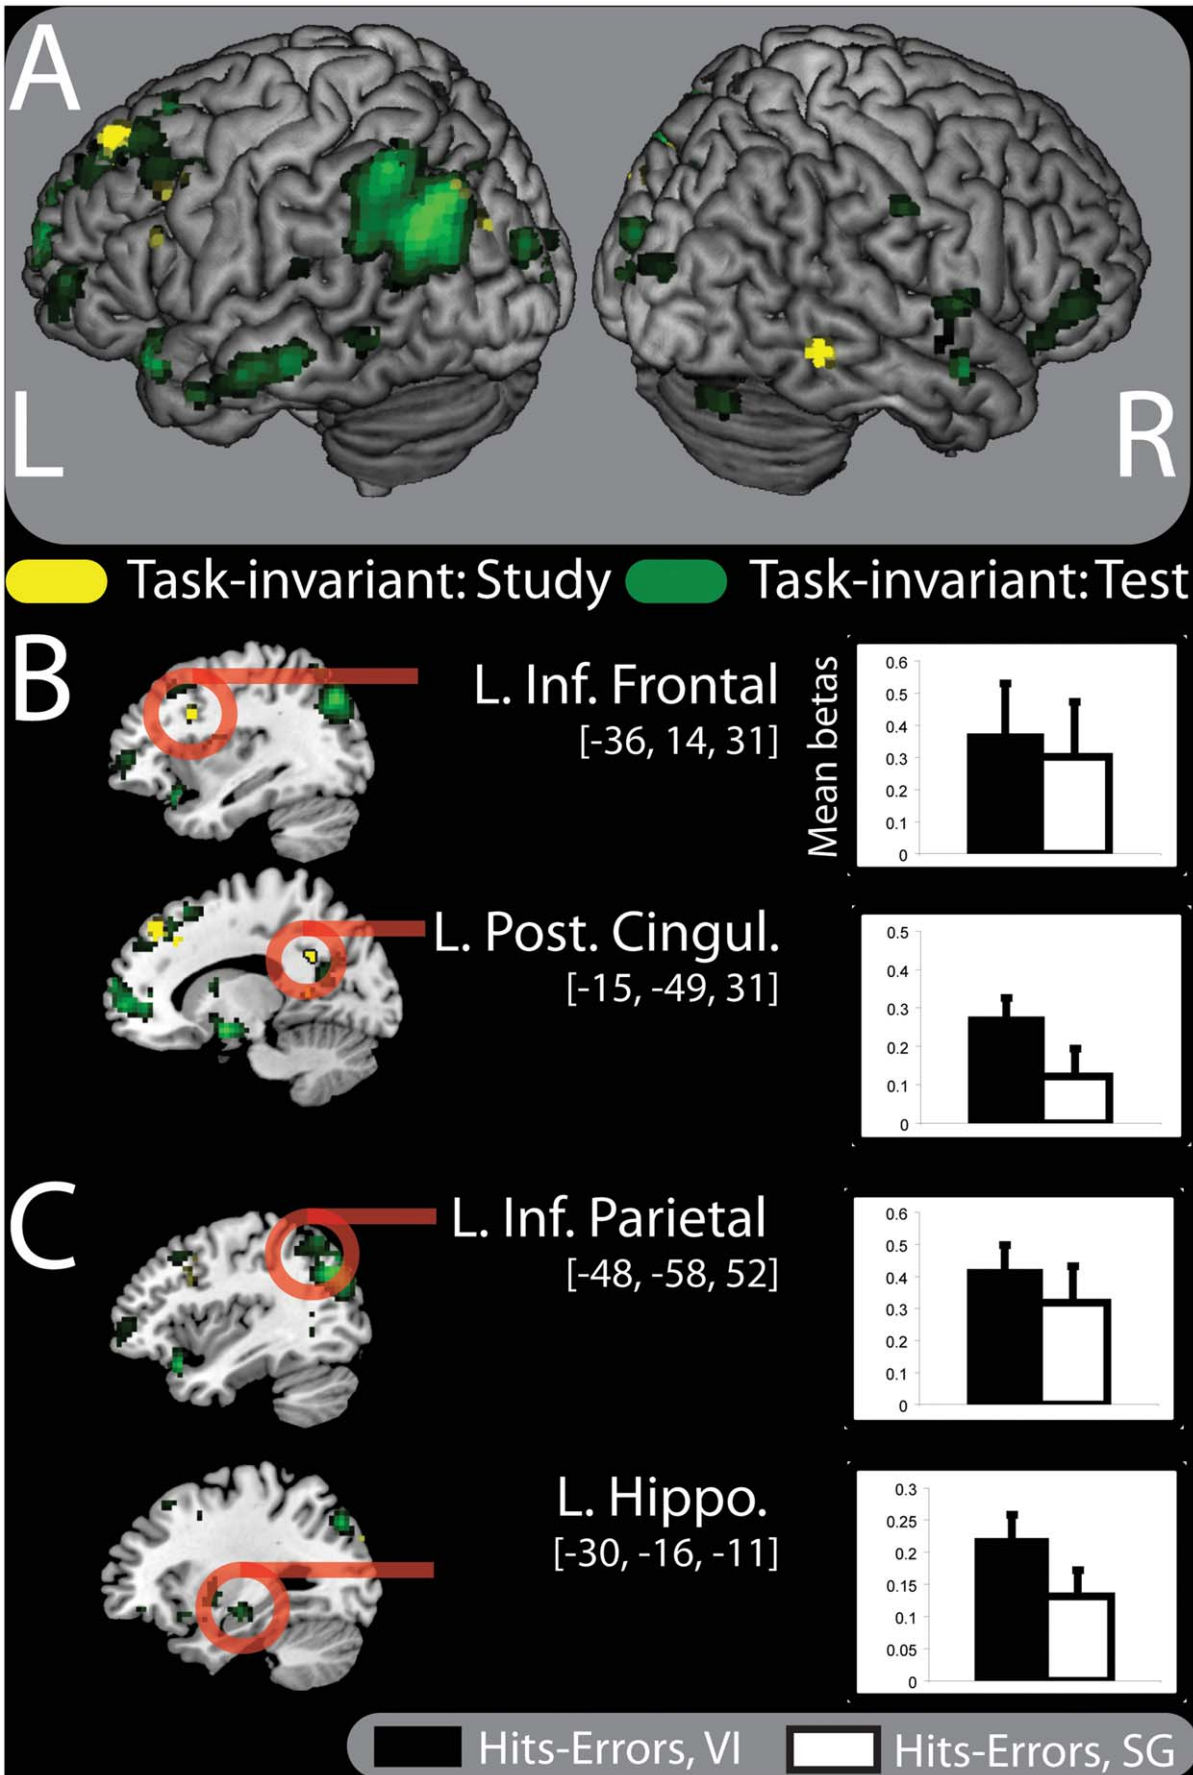 A
L
R
Task-invariant: Study
Task-invariant: Test
B
L. Inf. Frontal
[-36, 14, 31]
Mean betas
0.6
0.5
0.4
0.3
0.2
0.1
0
L. Post. Cingul.
[-15, -49, 31]
0.5
0.3
0.2
0.1
0
C
L. Inf. Parietal
[-48, -58, 52]
0.6
0.5
0.4
0.3
0.2
0.1
0
L. Hippo.
[-30, -16, -11]
0.3
0.25
0.2
0.15
0.1
0.05
0
Hits-Errors, VI
Hits-Errors, SG